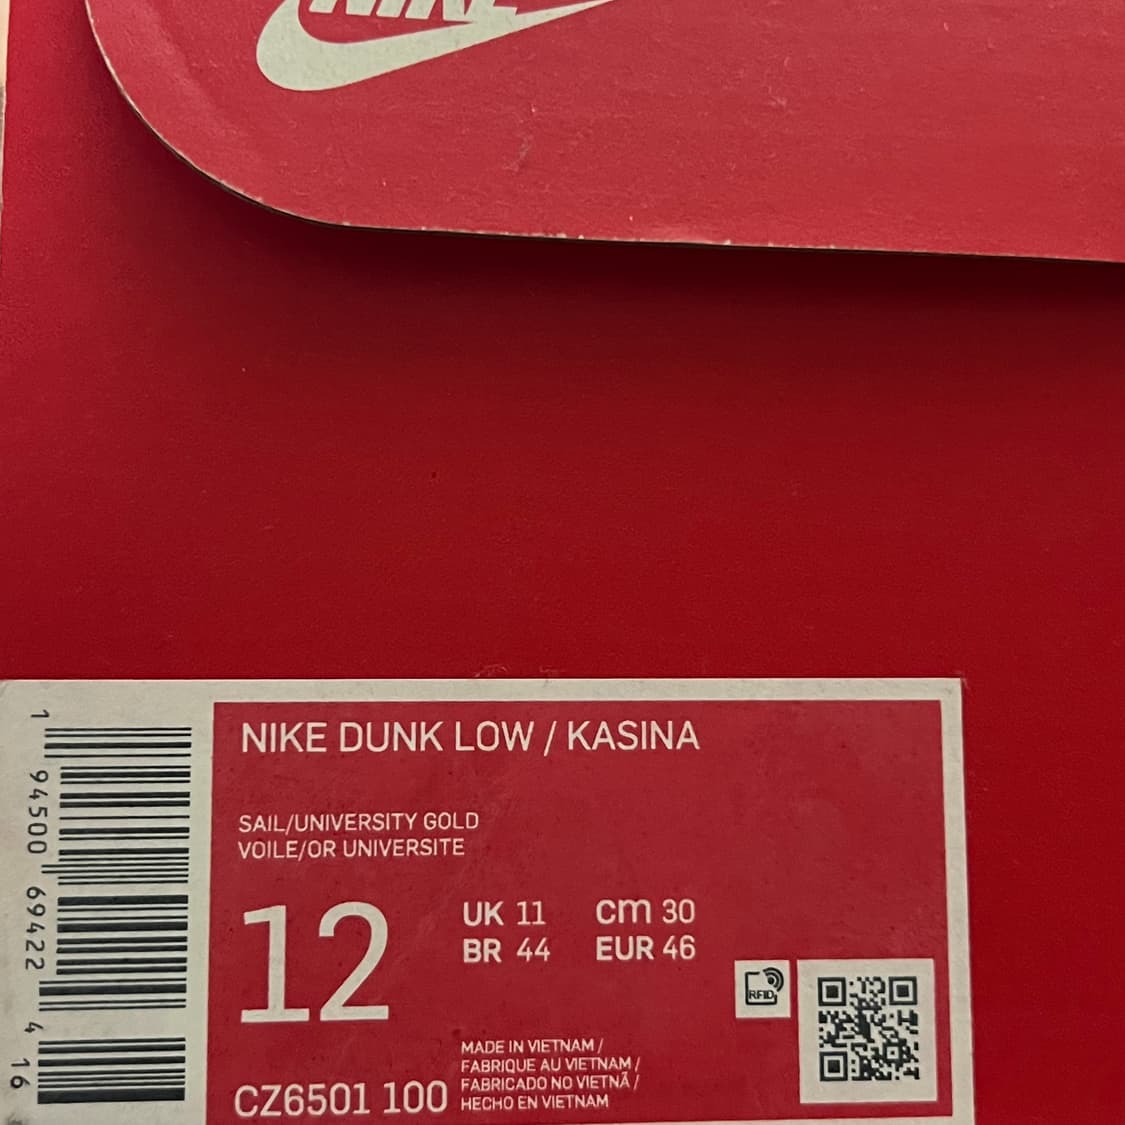 NIKE
NIKE DUNK LOW / KASINA
SAIL/UNIVERSITY GOLD
VOILE/OR UNIVERSITE
12
UK 11 cm 30
BR 44 EUR 46
RFID
MADE IN VIETNAM /
FABRIQUE AU VIETNAM /
FABRICADO NO VIETNÃ /
HECHO EN VIETNAM
CZ6501 100
1 94500 69422 4 16